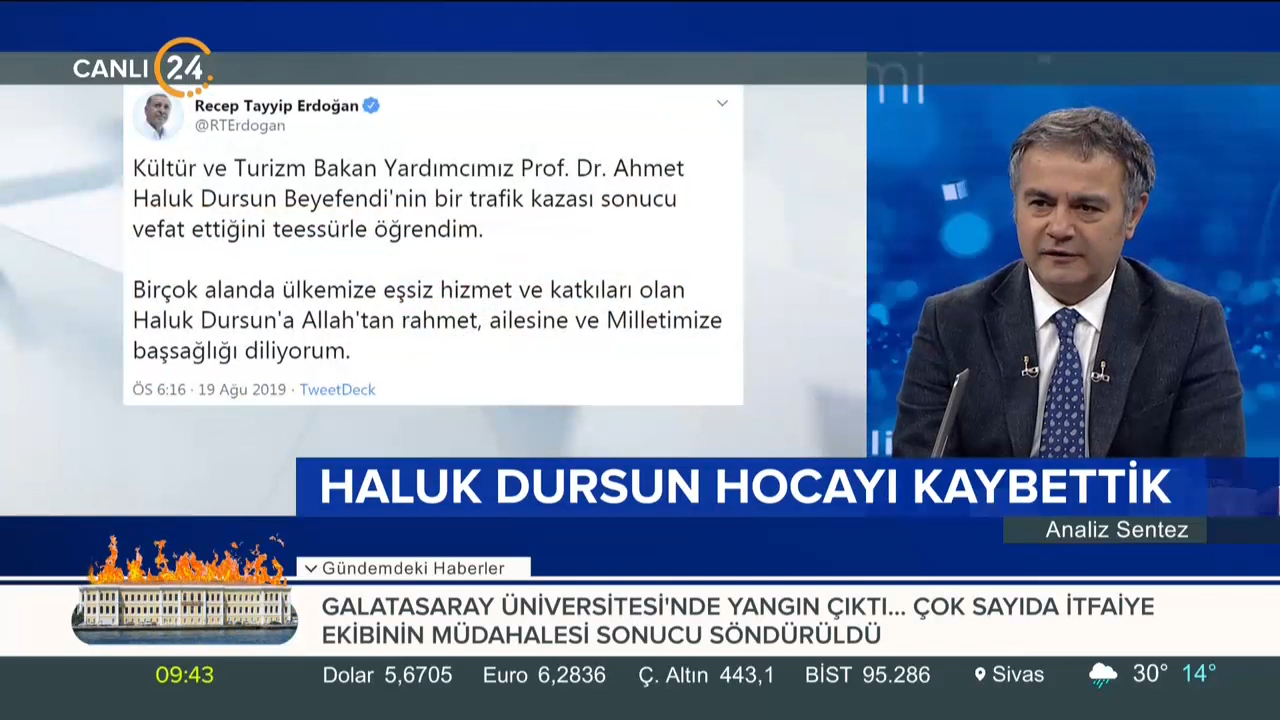 CANLI 24
Recep Tayyip Erdoğan
@RTErdogan
Kültür ve Turizm Bakan Yardımcımız Prof. Dr. Ahmet
Haluk Dursun Beyefendi'nin bir trafik kazası sonucu
vefat ettiğini teessürle öğrendim.
Birçok alanda ülkemize eşsiz hizmet ve katkıları olan
Haluk Dursun'a Allah'tan rahmet, ailesine ve Milletimize
başsağlığı diliyorum.
ÖS 6:16 · 19 Ağu 2019 · TweetDeck
HALUK DURSUN HOCAYI KAYBETTİK
Analiz Sentez
Gündemdeki Haberler
GALATASARAY ÜNİVERSİTESİ'NDE YANGIN ÇIKTI... ÇOK SAYIDA İTFAİYE
EKİBİNİN MÜDAHALESİ SONUCU SÖNDÜRÜLDÜ
09:43 Dolar 5,6705 Euro 6,2836 Ç. Altın 443,1 BİST 95.286 Sivas 30° 14°